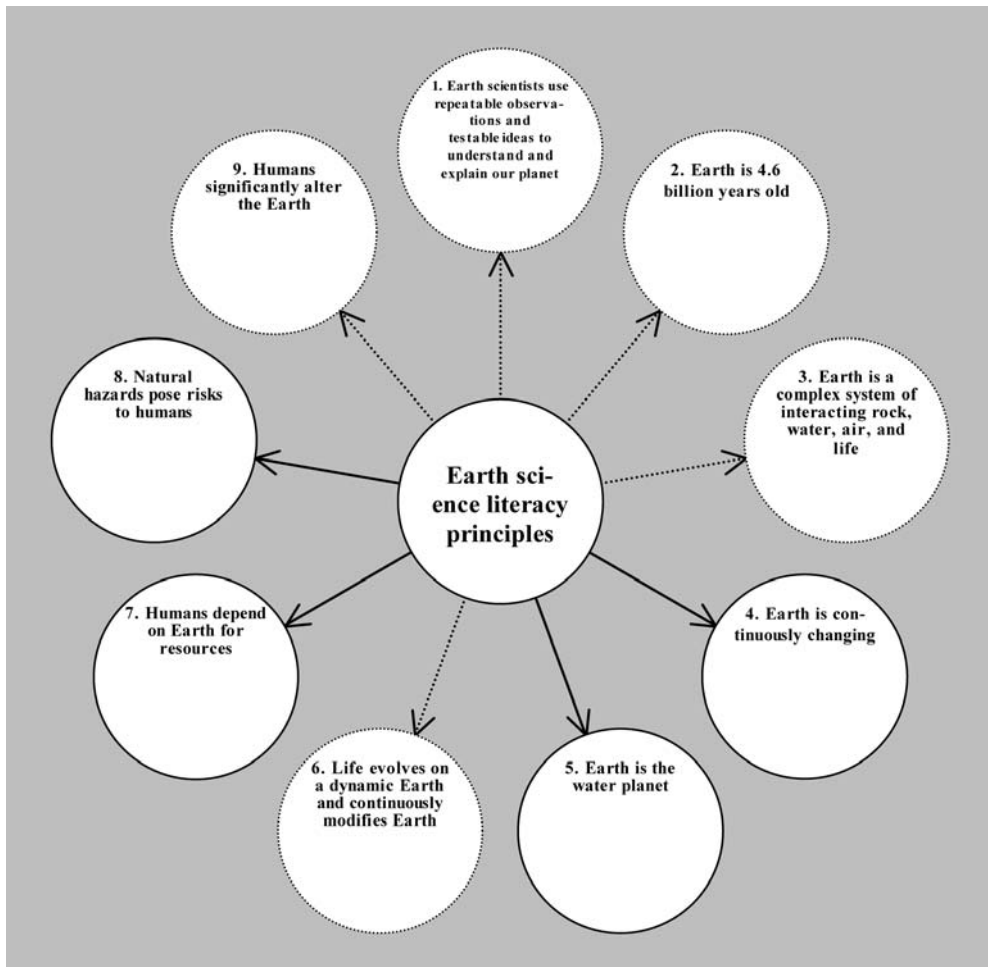 1. Earth scientists use
repeatable observa-
tions and
testable ideas to
understand and
explain our planet
2. Earth is 4.6
billion years old
3. Earth is a
complex system of
interacting rock,
water, air, and
life
4. Earth is con-
tinuously changing
5. Earth is the
water planet
6. Life evolves on
a dynamic Earth
and continuously
modifies Earth
7. Humans depend
on Earth for
resources
8. Natural
hazards pose risks
to humans
9. Humans
significantly alter
the Earth
Earth sci-
ence literacy
principles